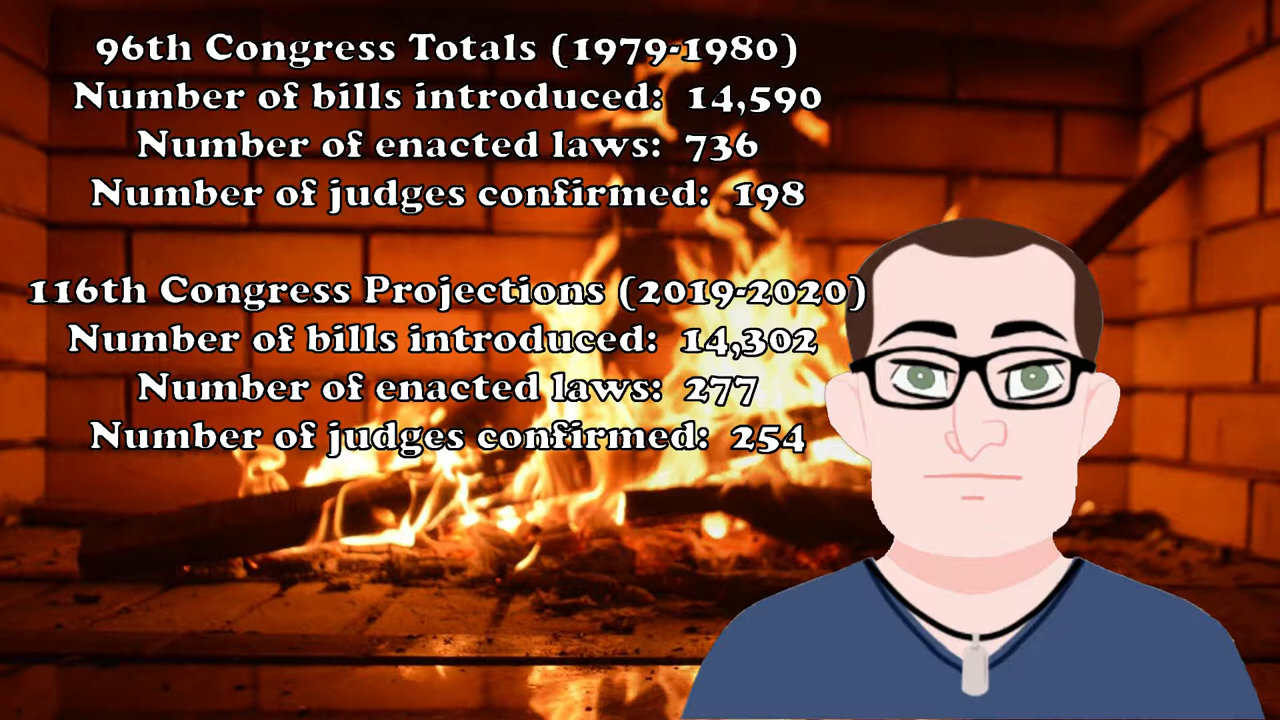 96th Congress Totals (1979-1980)
Number of bills introduced: 14,590
Number of enacted laws: 736
Number of judges confirmed: 198
116th Congress Projections (2019-2020)
Number of bills introduced: 14,302
Number of enacted laws: 277
Number of judges confirmed: 254